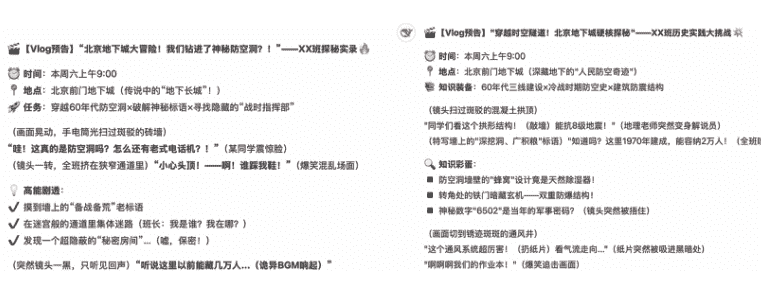 🎬【Vlog预告】“北京地下城大冒险！我们钻进了神秘防空洞？！”——XX班探秘实录🔥
⏰ 时间：本周六上午9:00
📍 地点：北京前门地下城（传说中的“地下长城”！）
🚀 任务：穿越60年代防空洞×破解神秘标语×寻找隐藏的“战时指挥部”
（画面晃动，手电筒光扫过斑驳的砖墙）
“哇！这真的是防空洞吗？怎么还有老式电话机？！”（某同学震惊脸）
（镜头一转，全班挤在狭窄通道里）“小心头顶！——啊！谁踩我鞋！”（爆笑混乱场面）
💡 高能剧透：
✔ 摸到墙上的“备战备荒”老标语
✔ 在迷宫般的通道里集体迷路（班长：我是谁？我在哪？）
✔ 发现一个超隐蔽的“秘密房间”…（嘘，保密！）
（突然镜头一黑，只听见回声）“听说这里以前能藏几万人…（诡异BGM响起）”
🎬【Vlog预告】"穿越时空隧道！北京地下城硬核探秘"——XX班历史实践大挑战💥
⏰ 时间：本周六上午9:00
📍 地点：北京前门地下城（深藏地下的"人民防空奇迹"）
📚 知识装备：60年代三线建设×冷战时期防空史×建筑防震结构
（镜头扫过斑驳的混凝土拱顶）
"同学们看这个拱形结构！（敲墙）能抗8级地震！"（地理老师突然变身解说员）
（特写墙上的"深挖洞、广积粮"标语）"知道吗？这里1970年建成，能容纳2万人！（全班
🔍 知识彩蛋：
■ 防空洞墙壁的"蜂窝"设计竟是天然除湿器！
■ 转角处的铁门暗藏玄机——双重防爆结构！
■ 神秘数字"6502"是当年的军事密码？（镜头突然被捂住）
（画面切到锈迹斑斑的通风井）
"这个通风系统超厉害！（扔纸片）看气流走向..."（纸片突然被吸进黑暗处）
"啊啊啊我们的作业本！"（爆笑追击画面）